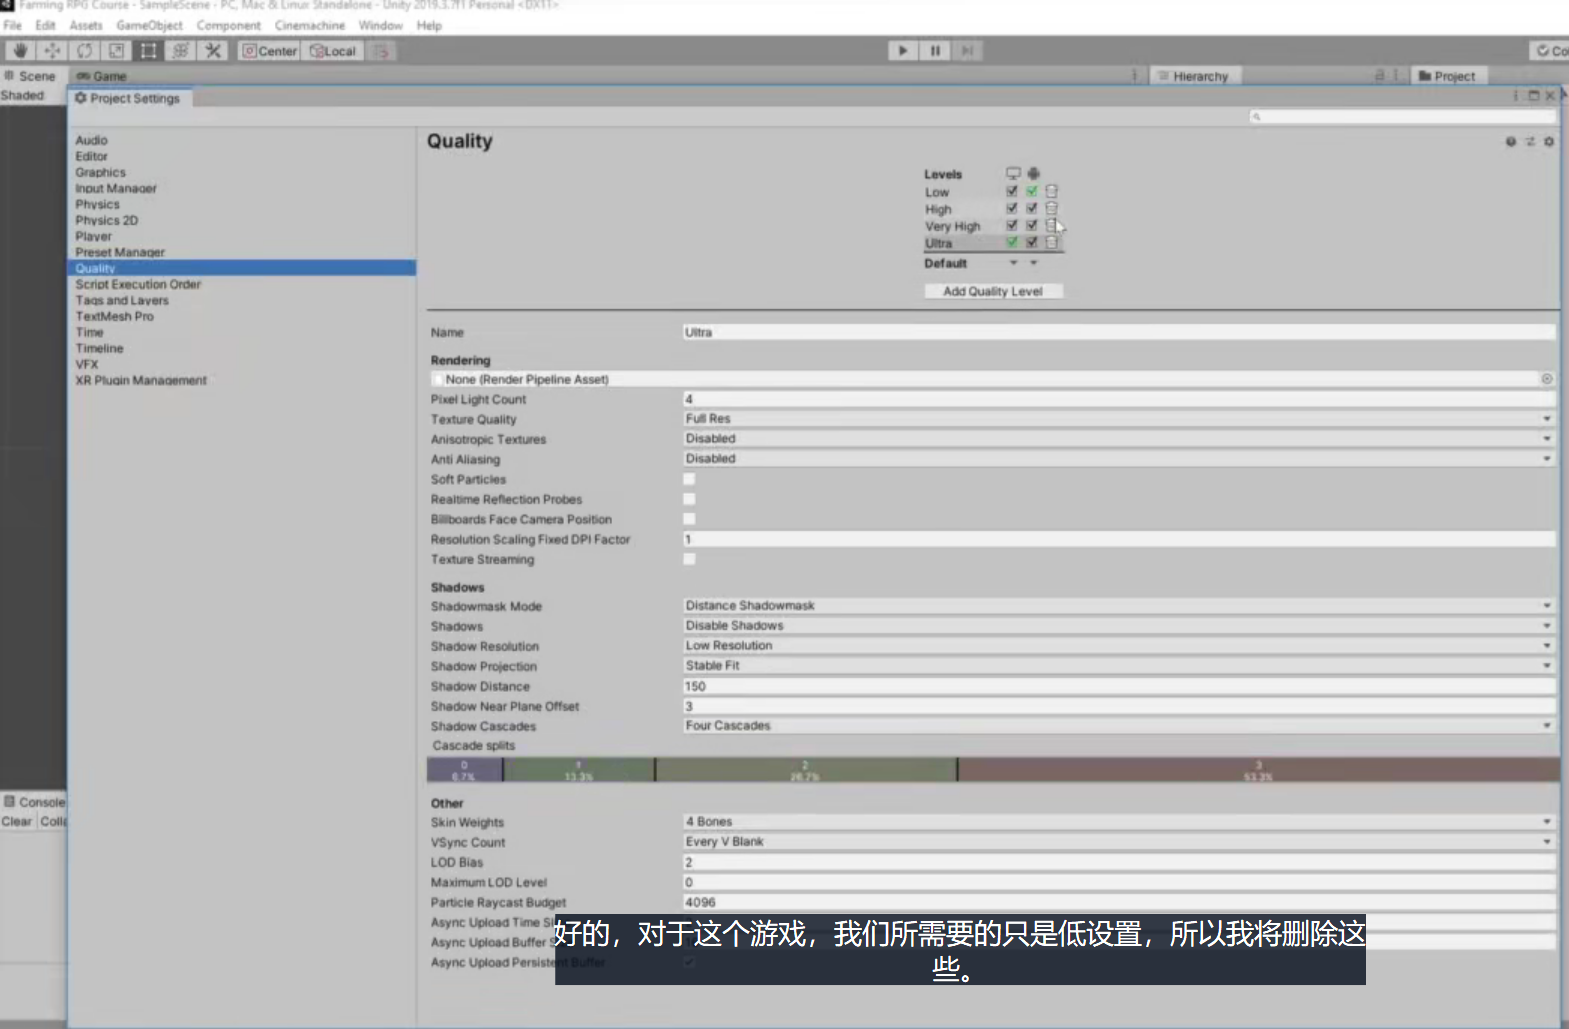 Farming RPG Course - SampleScene - PC, Mac & Linux Standalone - Unity 2019.3.7f1 Personal <DX11>
File Edit Assets GameObject Component Cinemachine Window Help
Center Local
Scene Game Hierarchy Project
Shaded
Project Settings
Audio
Editor
Graphics
Input Manager
Physics
Physics 2D
Player
Preset Manager
Quality
Script Execution Order
Tags and Layers
TextMesh Pro
Time
Timeline
VFX
XR Plugin Management
Quality
Levels
Low
High
Very High
Ultra
Default
Add Quality Level
Name Ultra
Rendering
None (Render Pipeline Asset)
Pixel Light Count 4
Texture Quality Full Res
Anisotropic Textures Disabled
Anti Aliasing Disabled
Soft Particles
Realtime Reflection Probes
Billboards Face Camera Position
Resolution Scaling Fixed DPI Factor 1
Texture Streaming
Shadows
Shadowmask Mode Distance Shadowmask
Shadows Disable Shadows
Shadow Resolution Low Resolution
Shadow Projection Stable Fit
Shadow Distance 150
Shadow Near Plane Offset 3
Shadow Cascades Four Cascades
Cascade splits
0 1 2 3
6.7% 13.3% 26.7% 53.3%
Other
Skin Weights 4 Bones
VSync Count Every V Blank
LOD Bias 2
Maximum LOD Level 0
Particle Raycast Budget 4096
Async Upload Time
Async Upload Buffer
Async Upload Persistent Buffer
Console
Clear
好的，对于这个游戏，我们所需要的只是低设置，所以我将删除这
些。